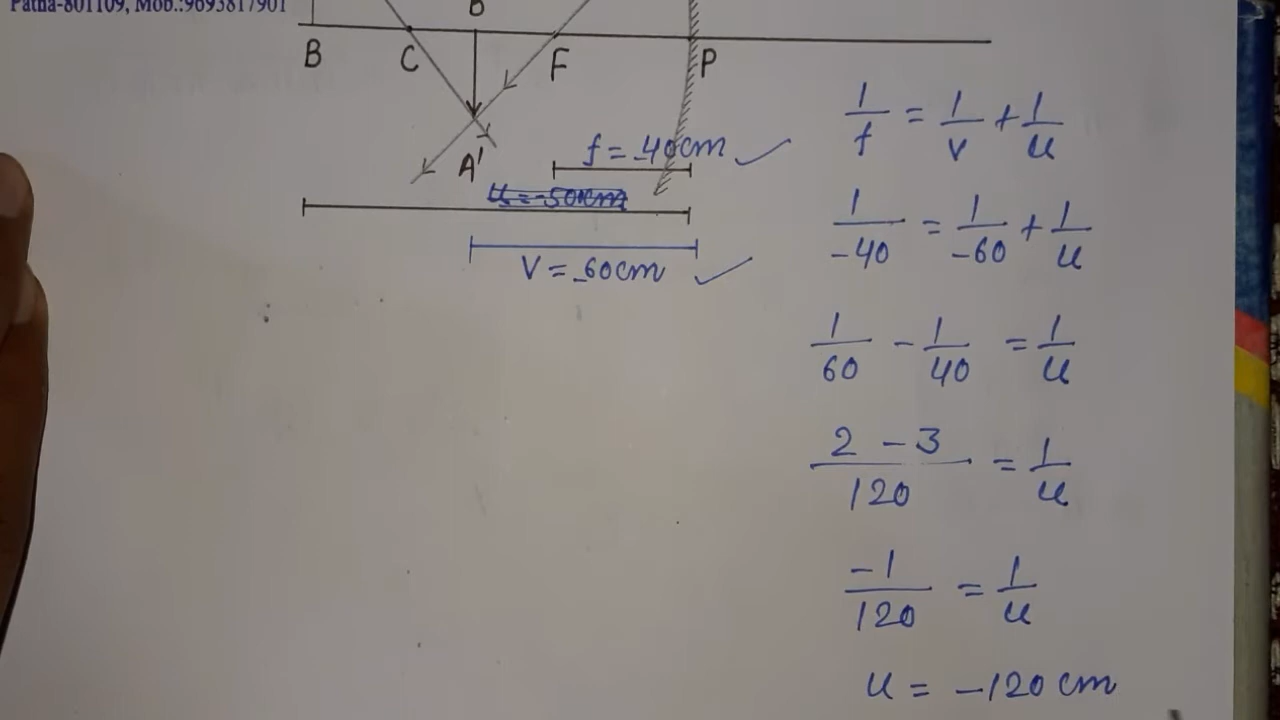 Patna-801109, Mob.:9693817901
B C F P
A'
f = -40cm ✓
u = -50cm
V = -60cm ✓
1/f = 1/v + 1/u
1/-40 = 1/-60 + 1/u
1/60 - 1/40 = 1/u
2 - 3/120 = 1/u
-1/120 = 1/u
u = -120 cm